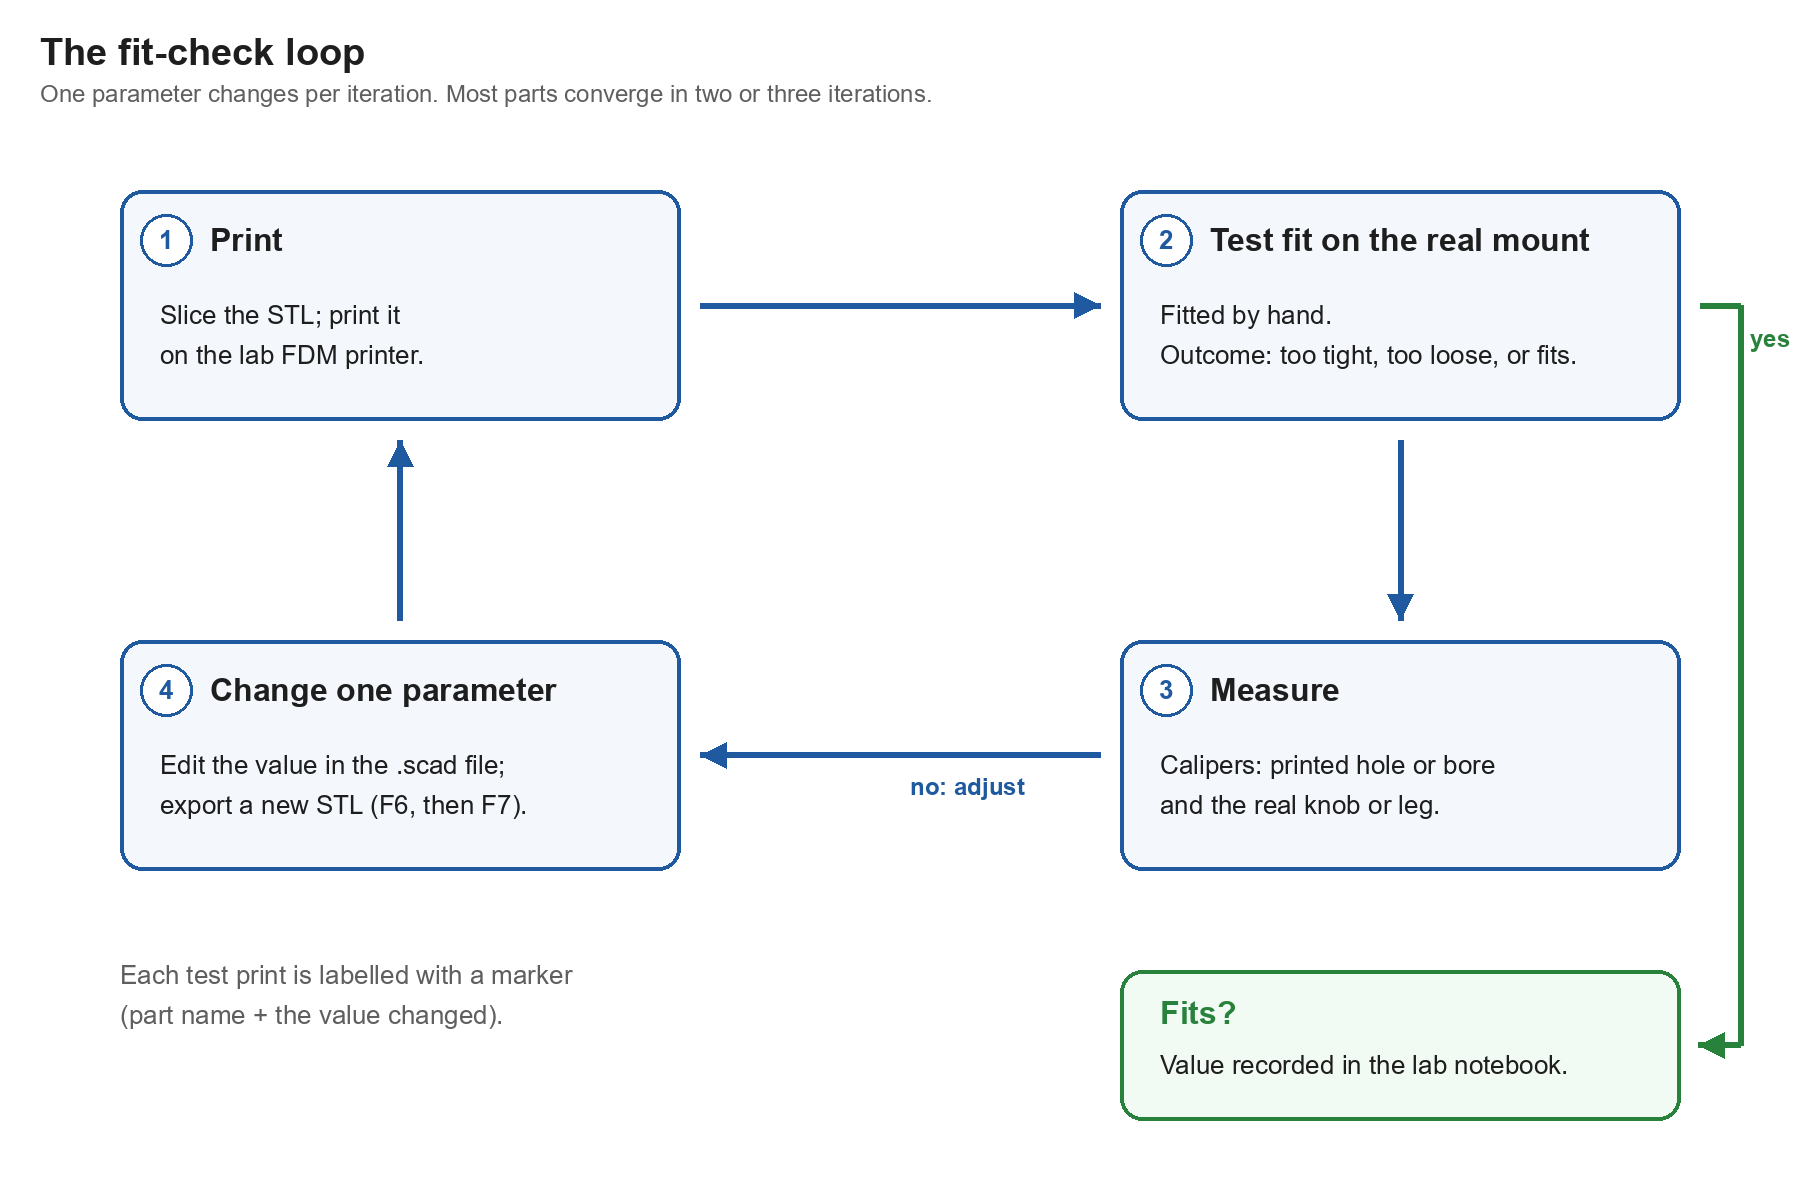 The fit-check loop
One parameter changes per iteration. Most parts converge in two or three iterations.
1 Print
Slice the STL; print it
on the lab FDM printer.
2 Test fit on the real mount
Fitted by hand.
Outcome: too tight, too loose, or fits.
yes
4 Change one parameter
Edit the value in the .scad file;
export a new STL (F6, then F7).
no: adjust
3 Measure
Calipers: printed hole or bore
and the real knob or leg.
Each test print is labelled with a marker
(part name + the value changed).
Fits?
Value recorded in the lab notebook.